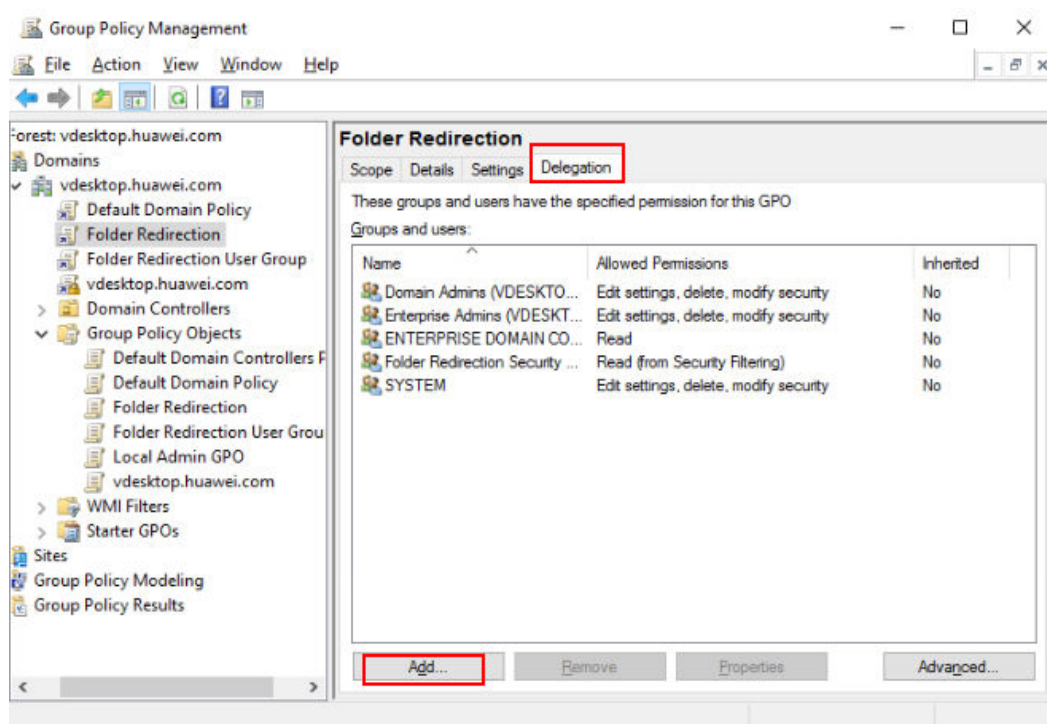 Group Policy Management
File Action View Window Help
Forest: vdesktop.huawei.com
Domains
vdesktop.huawei.com
Default Domain Policy
Folder Redirection
Folder Redirection User Group
vdesktop.huawei.com
Domain Controllers
Group Policy Objects
Default Domain Controllers P
Default Domain Policy
Folder Redirection
Folder Redirection User Grou
Local Admin GPO
vdesktop.huawei.com
WMI Filters
Starter GPOs
Sites
Group Policy Modeling
Group Policy Results
Folder Redirection
Scope Details Settings Delegation
These groups and users have the specified permission for this GPO
Groups and users:
Name Allowed Permissions Inherited
Domain Admins (VDESKTO... Edit settings, delete, modify security No
Enterprise Admins (VDESKT... Edit settings, delete, modify security No
ENTERPRISE DOMAIN CO... Read No
Folder Redirection Security ... Read (from Security Filtering) No
SYSTEM Edit settings, delete, modify security No
Add... Remove Properties Advanced...